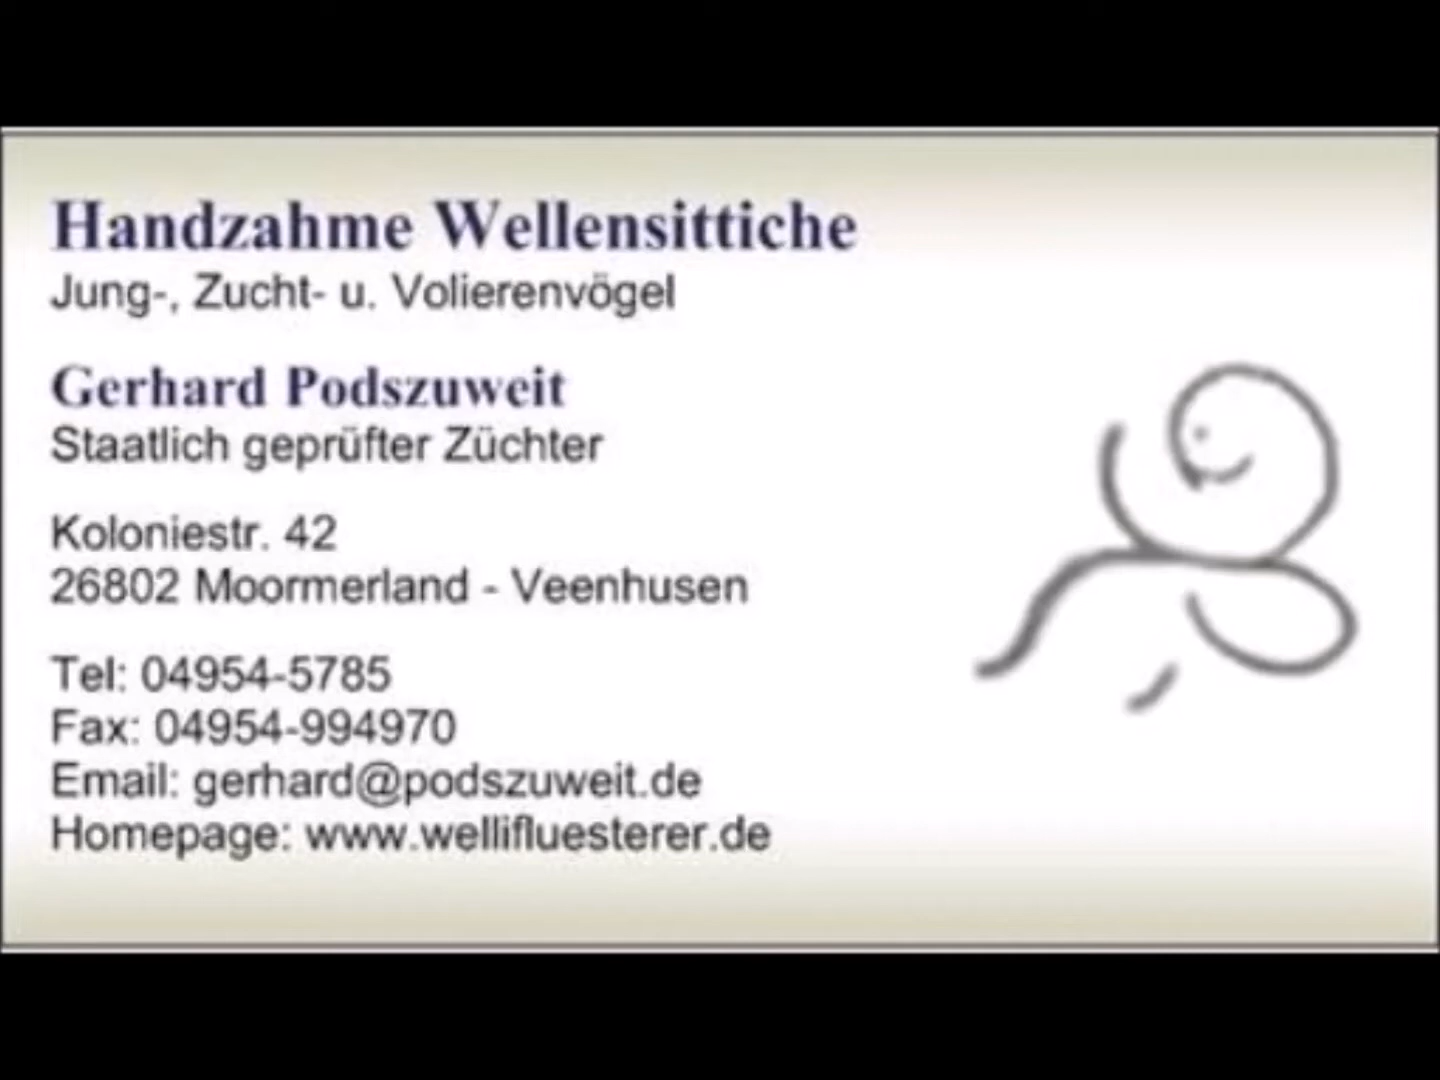 Handzahme Wellensittiche
Jung-, Zucht- u. Volierenvögel
Gerhard Podszuweit
Staatlich geprüfter Züchter
Koloniestr. 42
26802 Moormerland - Veenhusen
Tel: 04954-5785
Fax: 04954-994970
Email: gerhard@podszuweit.de
Homepage: www.wellifluesterer.de